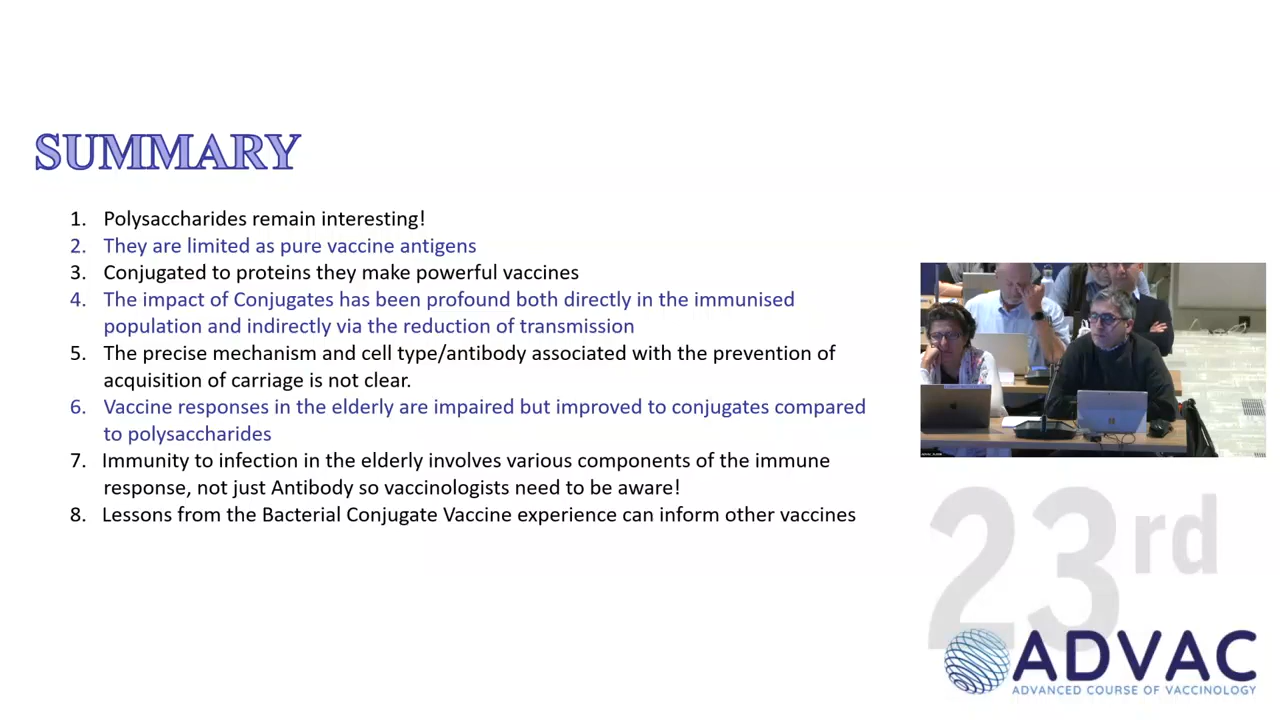 SUMMARY
1. Polysaccharides remain interesting!
2. They are limited as pure vaccine antigens
3. Conjugated to proteins they make powerful vaccines
4. The impact of Conjugates has been profound both directly in the immunised
population and indirectly via the reduction of transmission
5. The precise mechanism and cell type/antibody associated with the prevention of
acquisition of carriage is not clear.
6. Vaccine responses in the elderly are impaired but improved to conjugates compared
to polysaccharides
7. Immunity to infection in the elderly involves various components of the immune
response, not just Antibody so vaccinologists need to be aware!
8. Lessons from the Bacterial Conjugate Vaccine experience can inform other vaccines
23rd
ADVAC
ADVANCED COURSE OF VACCINOLOGY